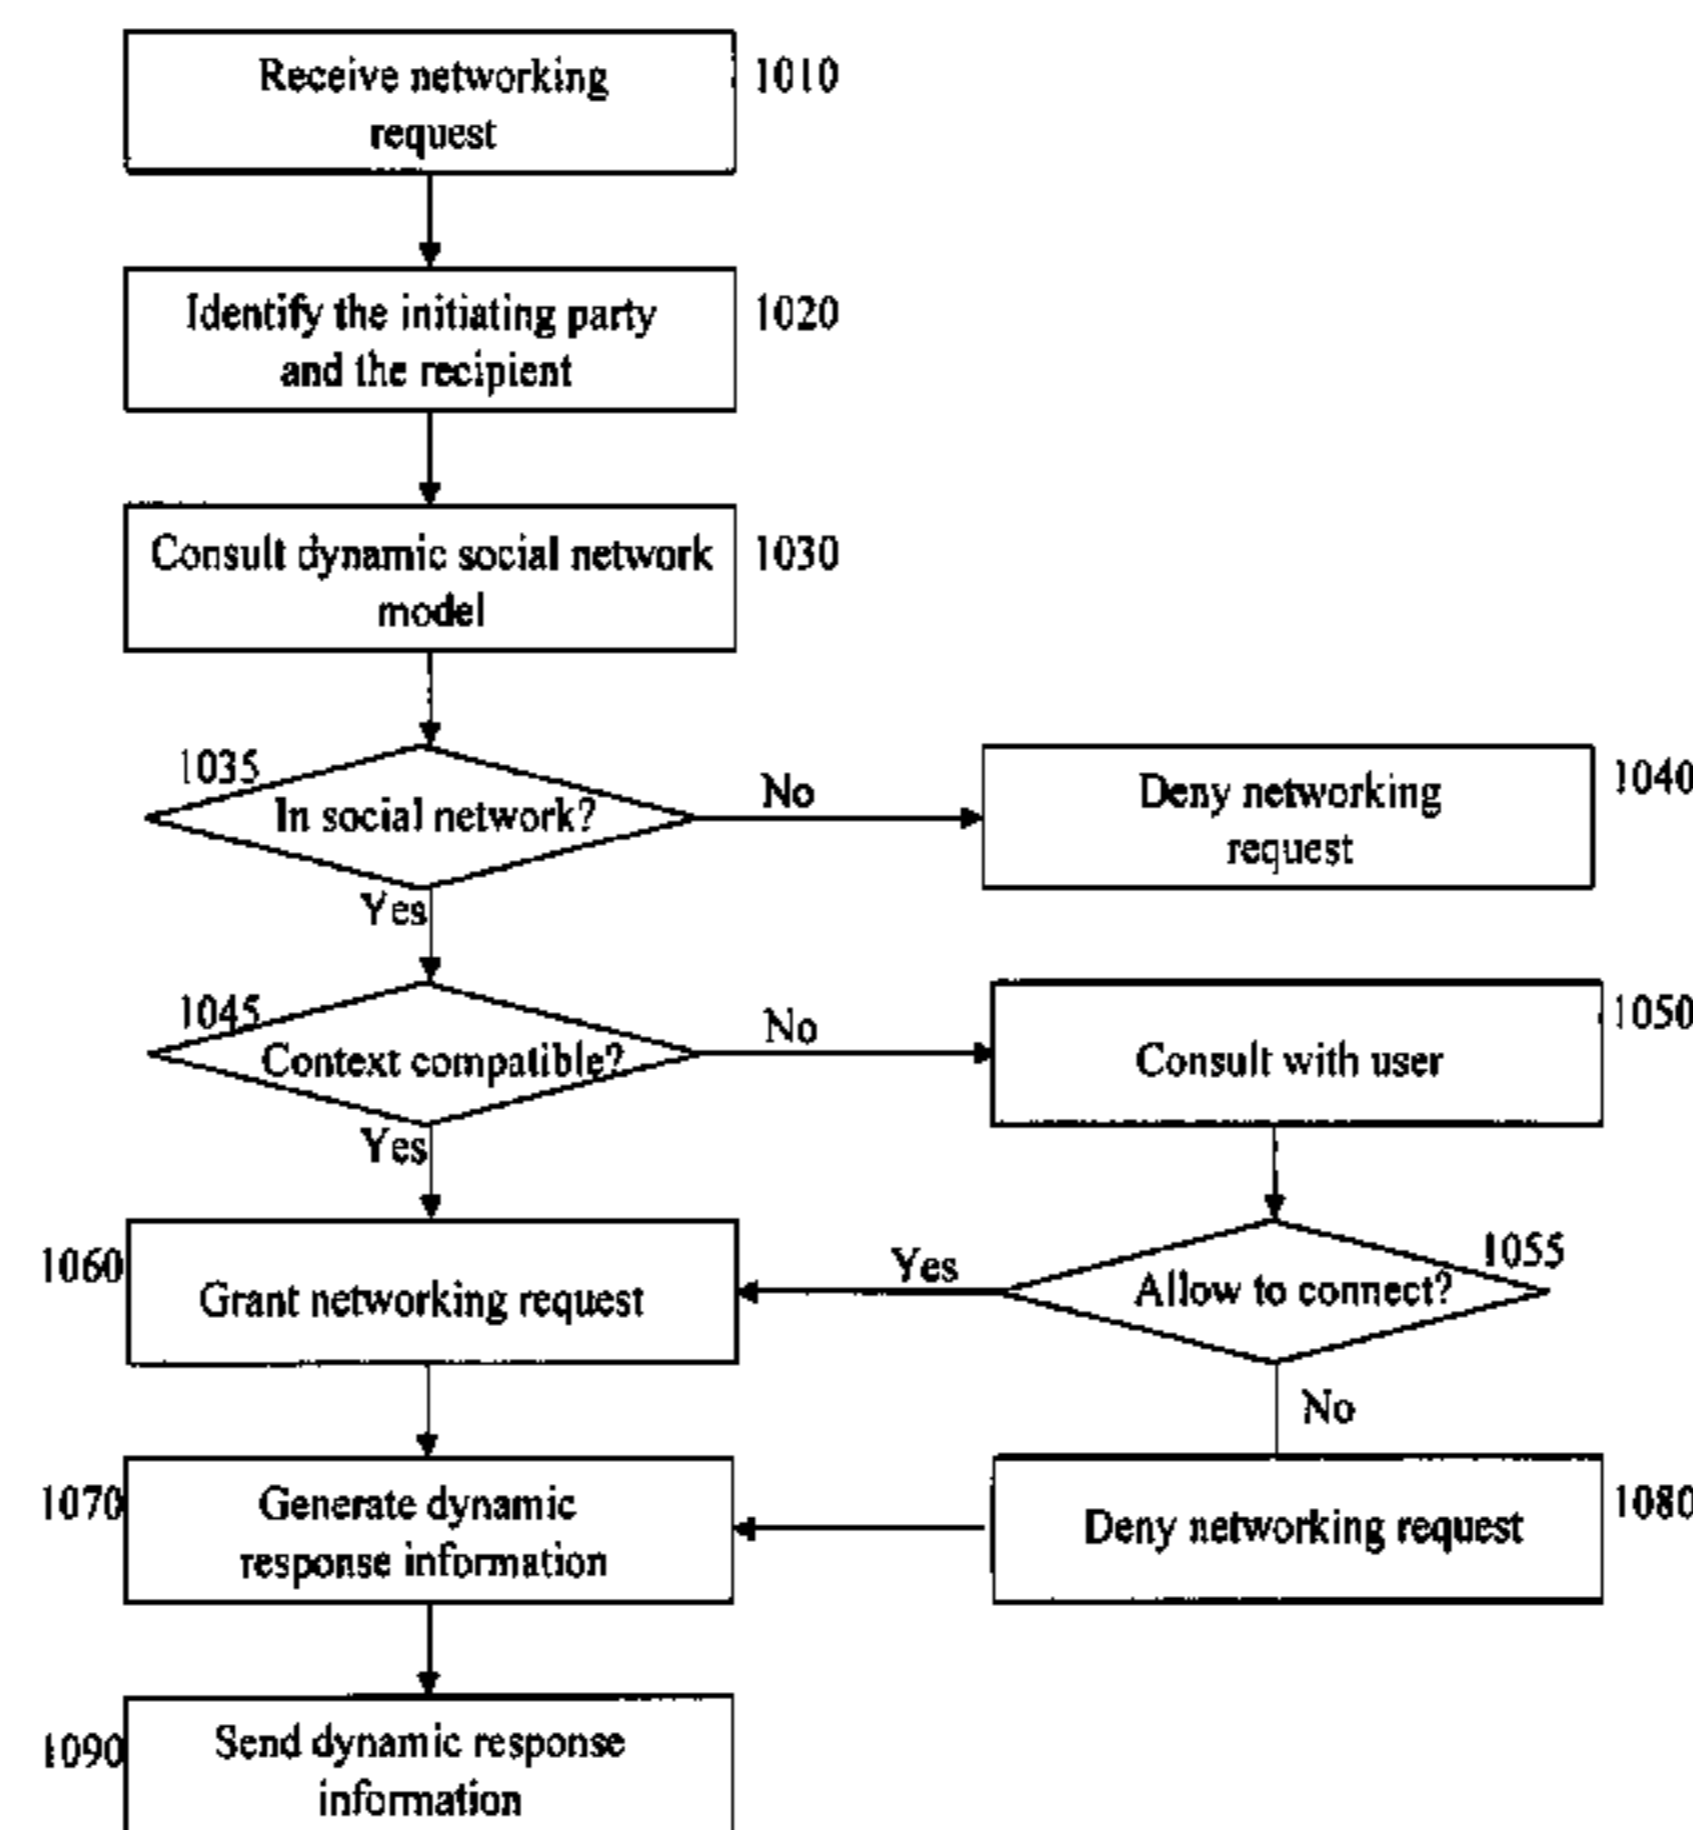 Receive networking
request
1010
Identify the initiating party
and the recipient
1020
Consult dynamic social network
model
1030
1035
In social network?
No
Deny networking
request
1040
Yes
1045
Context compatible?
No
Consult with user
1050
Yes
1060
Grant networking request
Yes
Allow to connect?
1055
No
1070
Generate dynamic
response information
Deny networking request
1080
1090
Send dynamic response
information